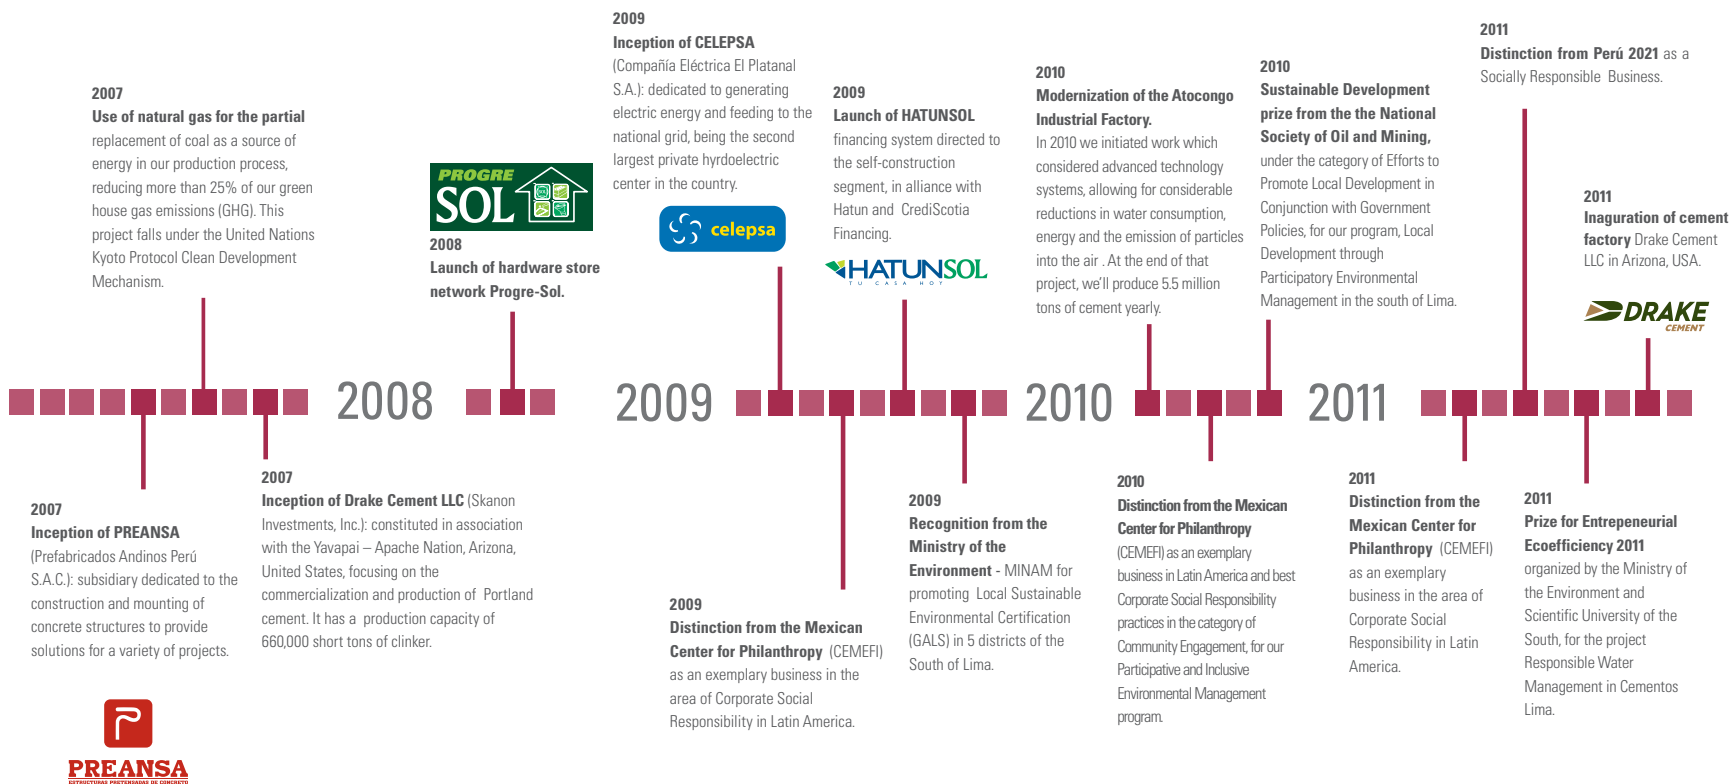 2007
Use of natural gas for the partial
replacement of coal as a source of
energy in our production process,
reducing more than 25% of our green
house gas emissions (GHG). This
project falls under the United Nations
Kyoto Protocol Clean Development
Mechanism.
PROGRE
SOL
2008
Launch of hardware store
network Progre-Sol.
2009
Inception of CELEPSA
(Compañía Eléctrica El Platanal
S.A.): dedicated to generating
electric energy and feeding to the
national grid, being the second
largest private hyrdoelectric
center in the country.
celepsa
2009
Launch of HATUNSOL
financing system directed to
the self-construction
segment, in alliance with
Hatun and CrediScotia
Financing.
HATUNSOL
TU CASA HOY
2010
Modernization of the Atocongo
Industrial Factory.
In 2010 we initiated work which
considered advanced technology
systems, allowing for considerable
reductions in water consumption,
energy and the emission of particles
into the air . At the end of that
project, we'll produce 5.5 million
tons of cement yearly.
2010
Sustainable Development
prize from the the National
Society of Oil and Mining,
under the category of Efforts to
Promote Local Development in
Conjunction with Government
Policies, for our program, Local
Development through
Participatory Environmental
Management in the south of Lima.
2011
Distinction from Perú 2021 as a
Socially Responsible Business.
2011
Inaguration of cement
factory Drake Cement
LLC in Arizona, USA.
DRAKE
CEMENT
2008
2009
2010
2011
2007
Inception of PREANSA
(Prefabricados Andinos Perú
S.A.C.): subsidiary dedicated to the
construction and mounting of
concrete structures to provide
solutions for a variety of projects.
PREANSA
ESTRUCTURAS PRETENSADAS DE CONCRETO
2007
Inception of Drake Cement LLC (Skanon
Investments, Inc.): constituted in association
with the Yavapai – Apache Nation, Arizona,
United States, focusing on the
commercialization and production of Portland
cement. It has a production capacity of
660,000 short tons of clinker.
2009
Distinction from the Mexican
Center for Philanthropy (CEMEFI)
as an exemplary business in the
area of Corporate Social
Responsibility in Latin America.
2009
Recognition from the
Ministry of the
Environment - MINAM for
promoting Local Sustainable
Environmental Certification
(GALS) in 5 districts of the
South of Lima.
2010
Distinction from the Mexican
Center for Philanthropy
(CEMEFI) as an exemplary
business in Latin America and best
Corporate Social Responsibility
practices in the category of
Community Engagement, for our
Participative and Inclusive
Environmental Management
program.
2011
Distinction from the
Mexican Center for
Philanthropy (CEMEFI)
as an exemplary
business in the area of
Corporate Social
Responsibility in Latin
America.
2011
Prize for Entrepeneurial
Ecoefficiency 2011
organized by the Ministry of
the Environment and
Scientific University of the
South, for the project
Responsible Water
Management in Cementos
Lima.